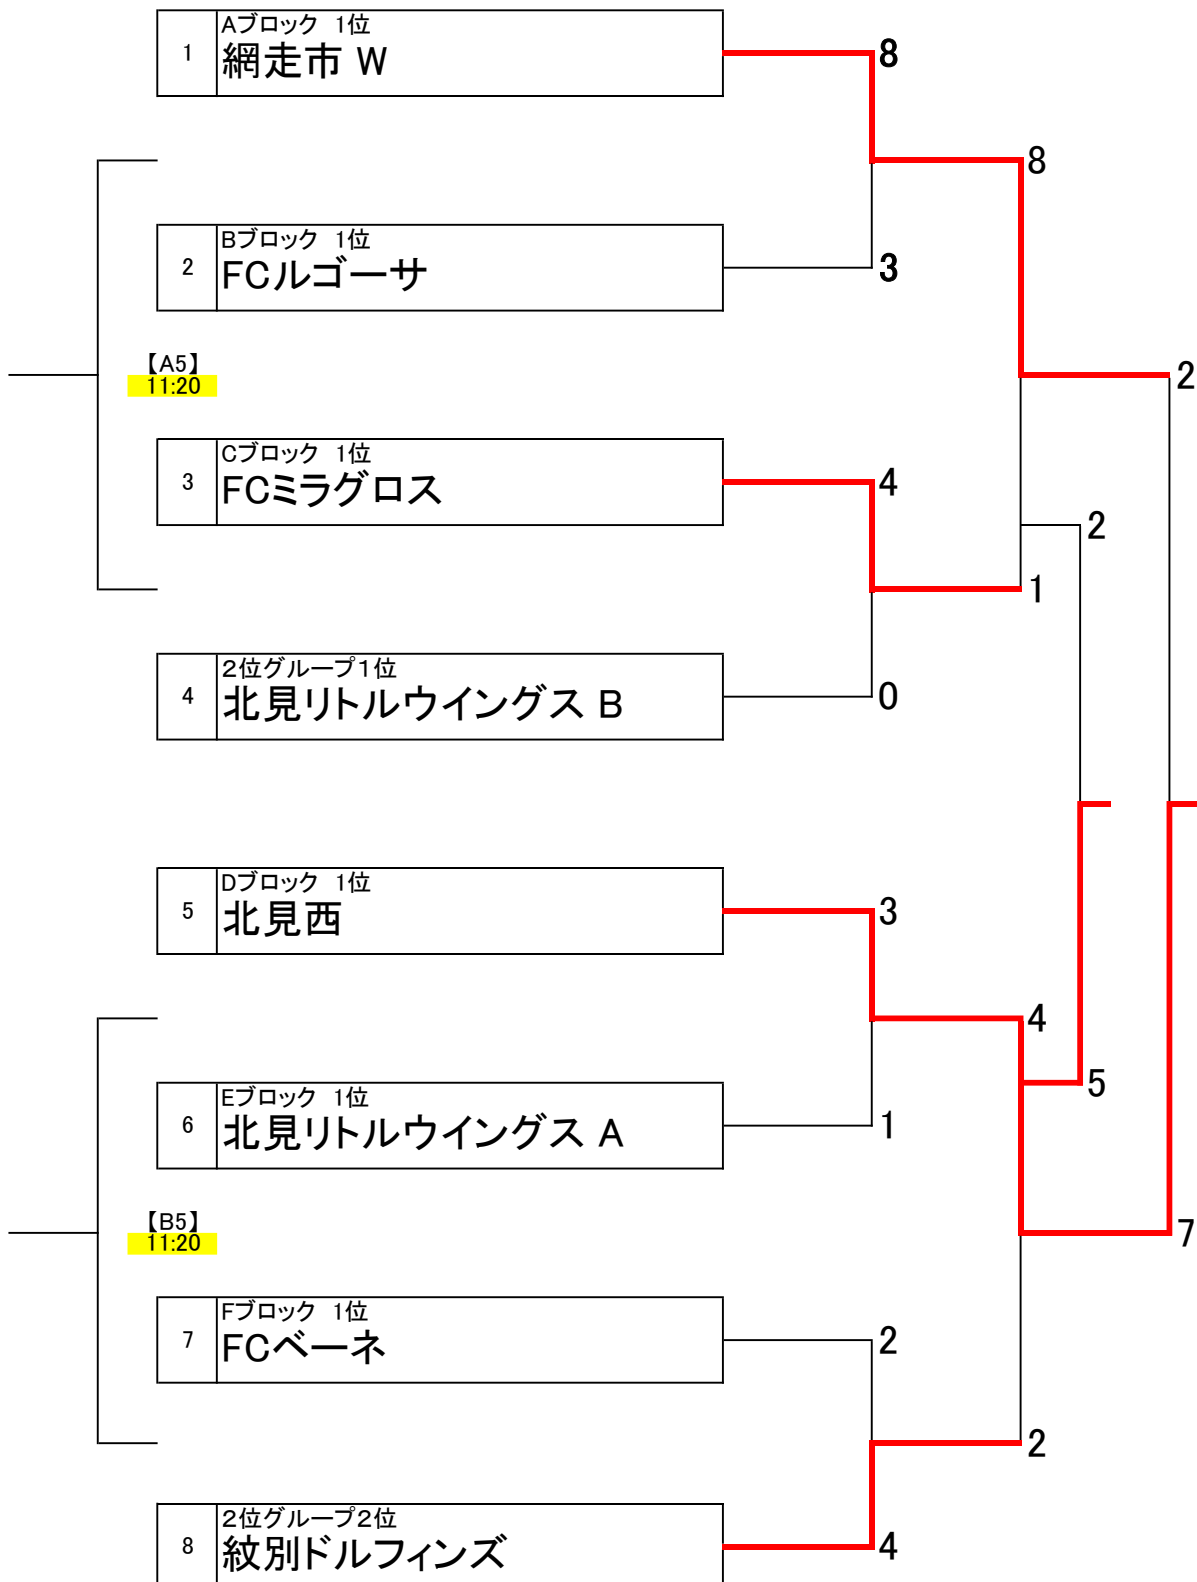 Aブロック 1位
1 網走市 W 8
8
Bブロック 1位
2 FCルゴーサ 3
【A5】
11:20
2
Cブロック 1位
3 FCミラグロス 4
2
1
2位グループ1位
4 北見リトルウイングス B 0
Dブロック 1位
5 北見西 3
4
5
Eブロック 1位
6 北見リトルウイングス A 1
【B5】
11:20
7
Fブロック 1位
7 FCベーネ 2
2
2位グループ2位
8 紋別ドルフィンズ 4